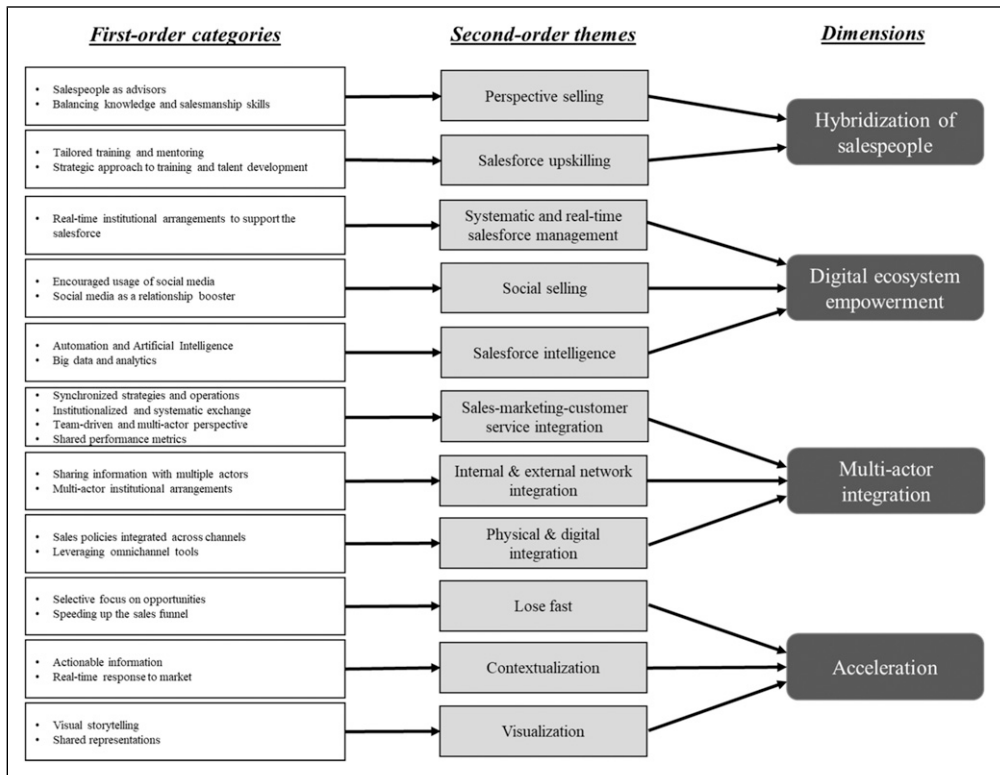 First-order categories
Second-order themes
Dimensions
• Salespeople as advisors
• Balancing knowledge and salesmanship skills
Perspective selling
Hybridization of
salespeople
• Tailored training and mentoring
• Strategic approach to training and talent development
Salesforce upskilling
• Real-time institutional arrangements to support the
salesforce
Systematic and real-time
salesforce management
• Encouraged usage of social media
• Social media as a relationship booster
Social selling
Digital ecosystem
empowerment
• Automation and Artificial Intelligence
• Big data and analytics
Salesforce intelligence
• Synchronized strategies and operations
• Institutionalized and systematic exchange
• Team-driven and multi-actor perspective
• Shared performance metrics
Sales-marketing-customer
service integration
• Sharing information with multiple actors
• Multi-actor institutional arrangements
Internal & external network
integration
Multi-actor
integration
• Sales policies integrated across channels
• Leveraging omnichannel tools
Physical & digital
integration
• Selective focus on opportunities
• Speeding up the sales funnel
Lose fast
• Actionable information
• Real-time response to market
Contextualization
Acceleration
• Visual storytelling
• Shared representations
Visualization